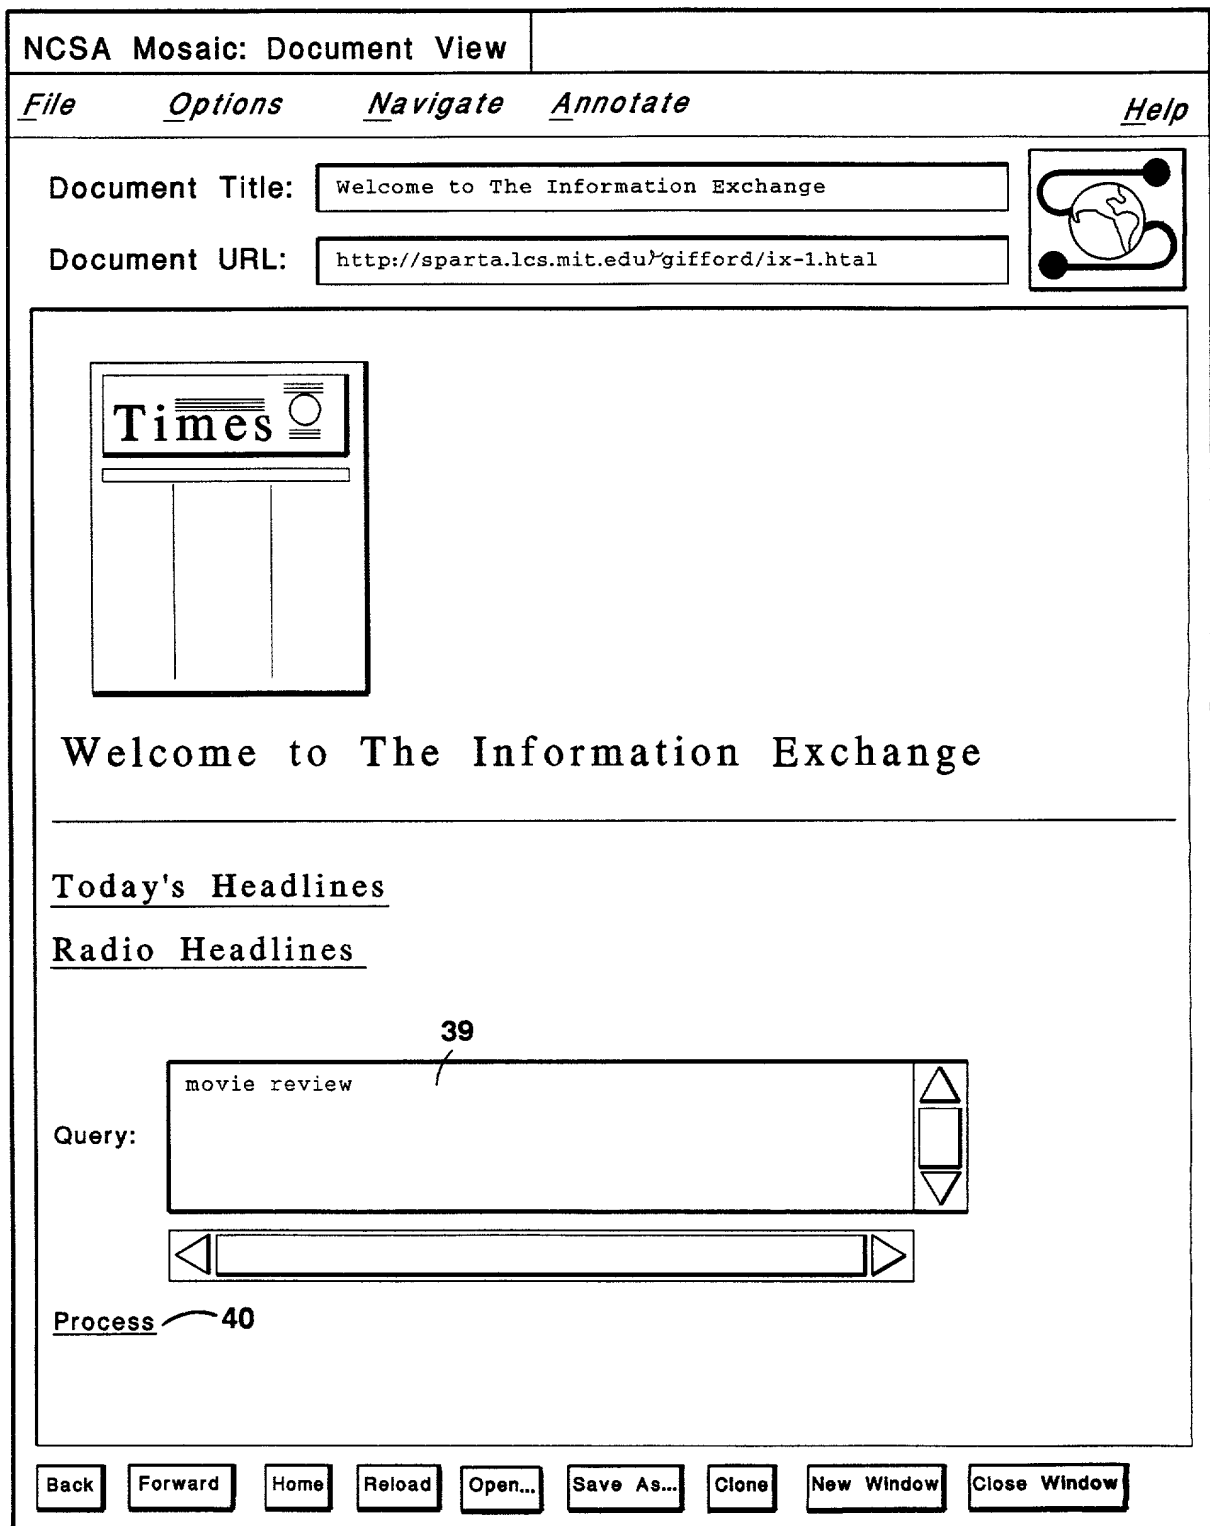 NCSA Mosaic: Document View
File Options Navigate Annotate Help
Document Title: Welcome to The Information Exchange
Document URL: http://sparta.lcs.mit.edu/~gifford/ix-1.htal
Times
Welcome to The Information Exchange
Today's Headlines
Radio Headlines
39
movie review
Query:
Process 40
Back Forward Home Reload Open... Save As... Clone New Window Close Window